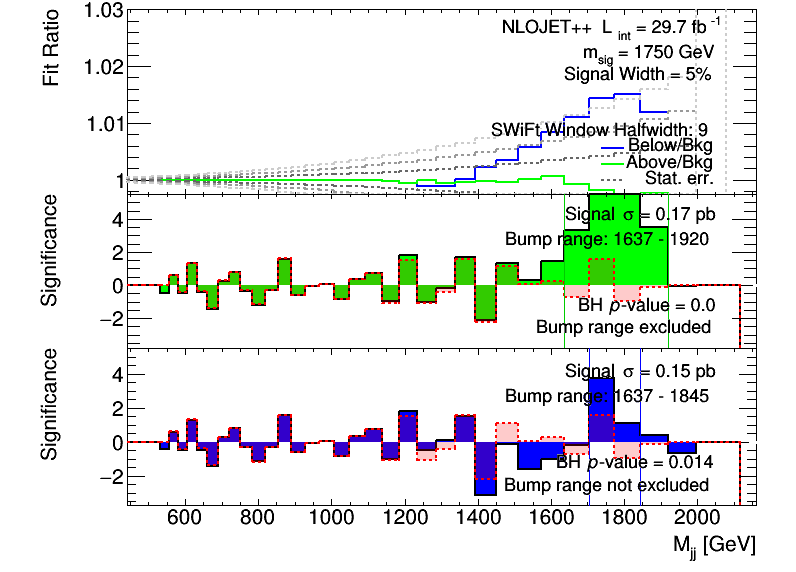 1.03
1.02
1.01
1
Fit Ratio
NLOJET++ L int = 29.7 fb -1
msig = 1750 GeV
Signal Width = 5%
SWiFt Window Halfwidth: 9
Below/Bkg
Above/Bkg
Stat. err.
4
2
0
−2
Significance
Signal σ = 0.17 pb
Bump range: 1637 - 1920
BH p-value = 0.0
Bump range excluded
4
2
0
−2
Significance
Signal σ = 0.15 pb
Bump range: 1637 - 1845
BH p-value = 0.014
Bump range not excluded
600 800 1000 1200 1400 1600 1800 2000
Mjj [GeV]